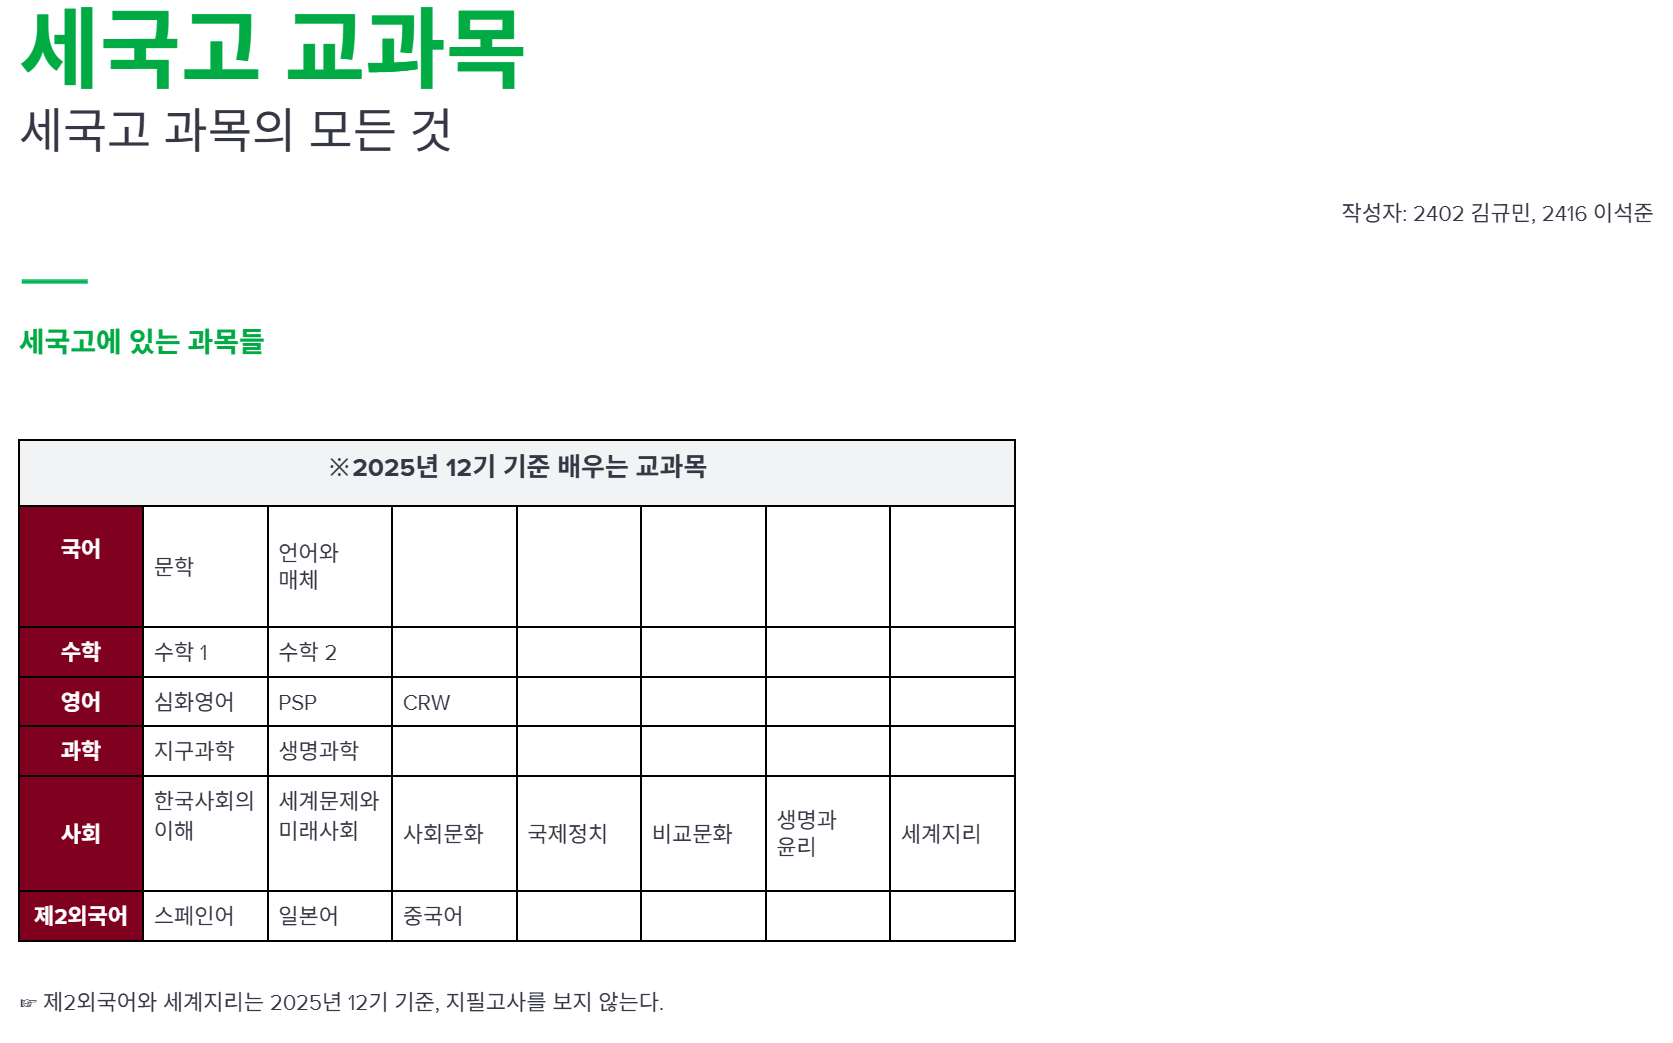 세국고 교과목
세국고 과목의 모든 것
작성자: 2402 김규민, 2416 이석준
세국고에 있는 과목들
※2025년 12기 기준 배우는 교과목
국어 문학 언어와 매체
수학 수학 1 수학 2
영어 심화영어 PSP CRW
과학 지구과학 생명과학
사회 한국사회의 이해 세계문제와 미래사회 사회문화 국제정치 비교문화 생명과 윤리 세계지리
제2외국어 스페인어 일본어 중국어
☞ 제2외국어와 세계지리는 2025년 12기 기준, 지필고사를 보지 않는다.